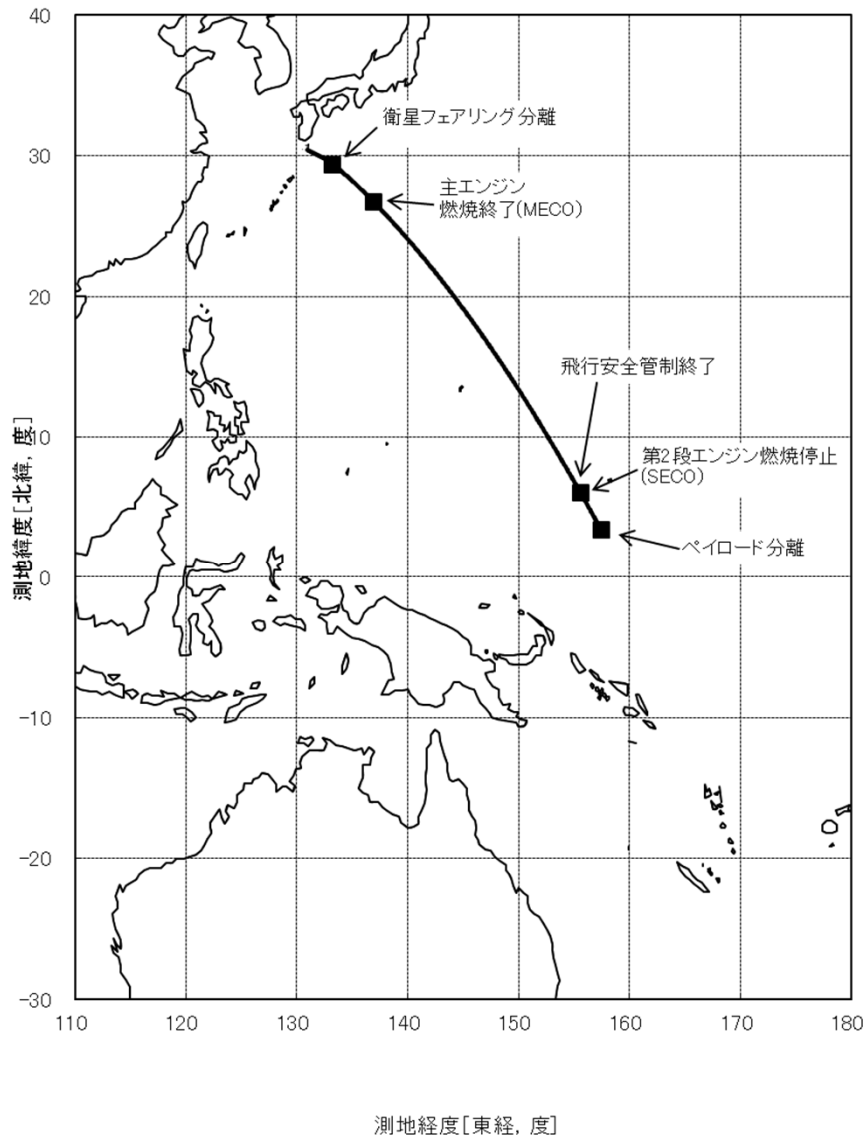 40
衛星フェアリング分離
30
主エンジン
燃焼終了(MECO)
20
飛行安全管制終了
10
第2段エンジン燃焼停止
(SECO)
ペイロード分離
0
-10
-20
-30
測地緯度[北緯, 度]
110 120 130 140 150 160 170 180
測地経度[東経, 度]